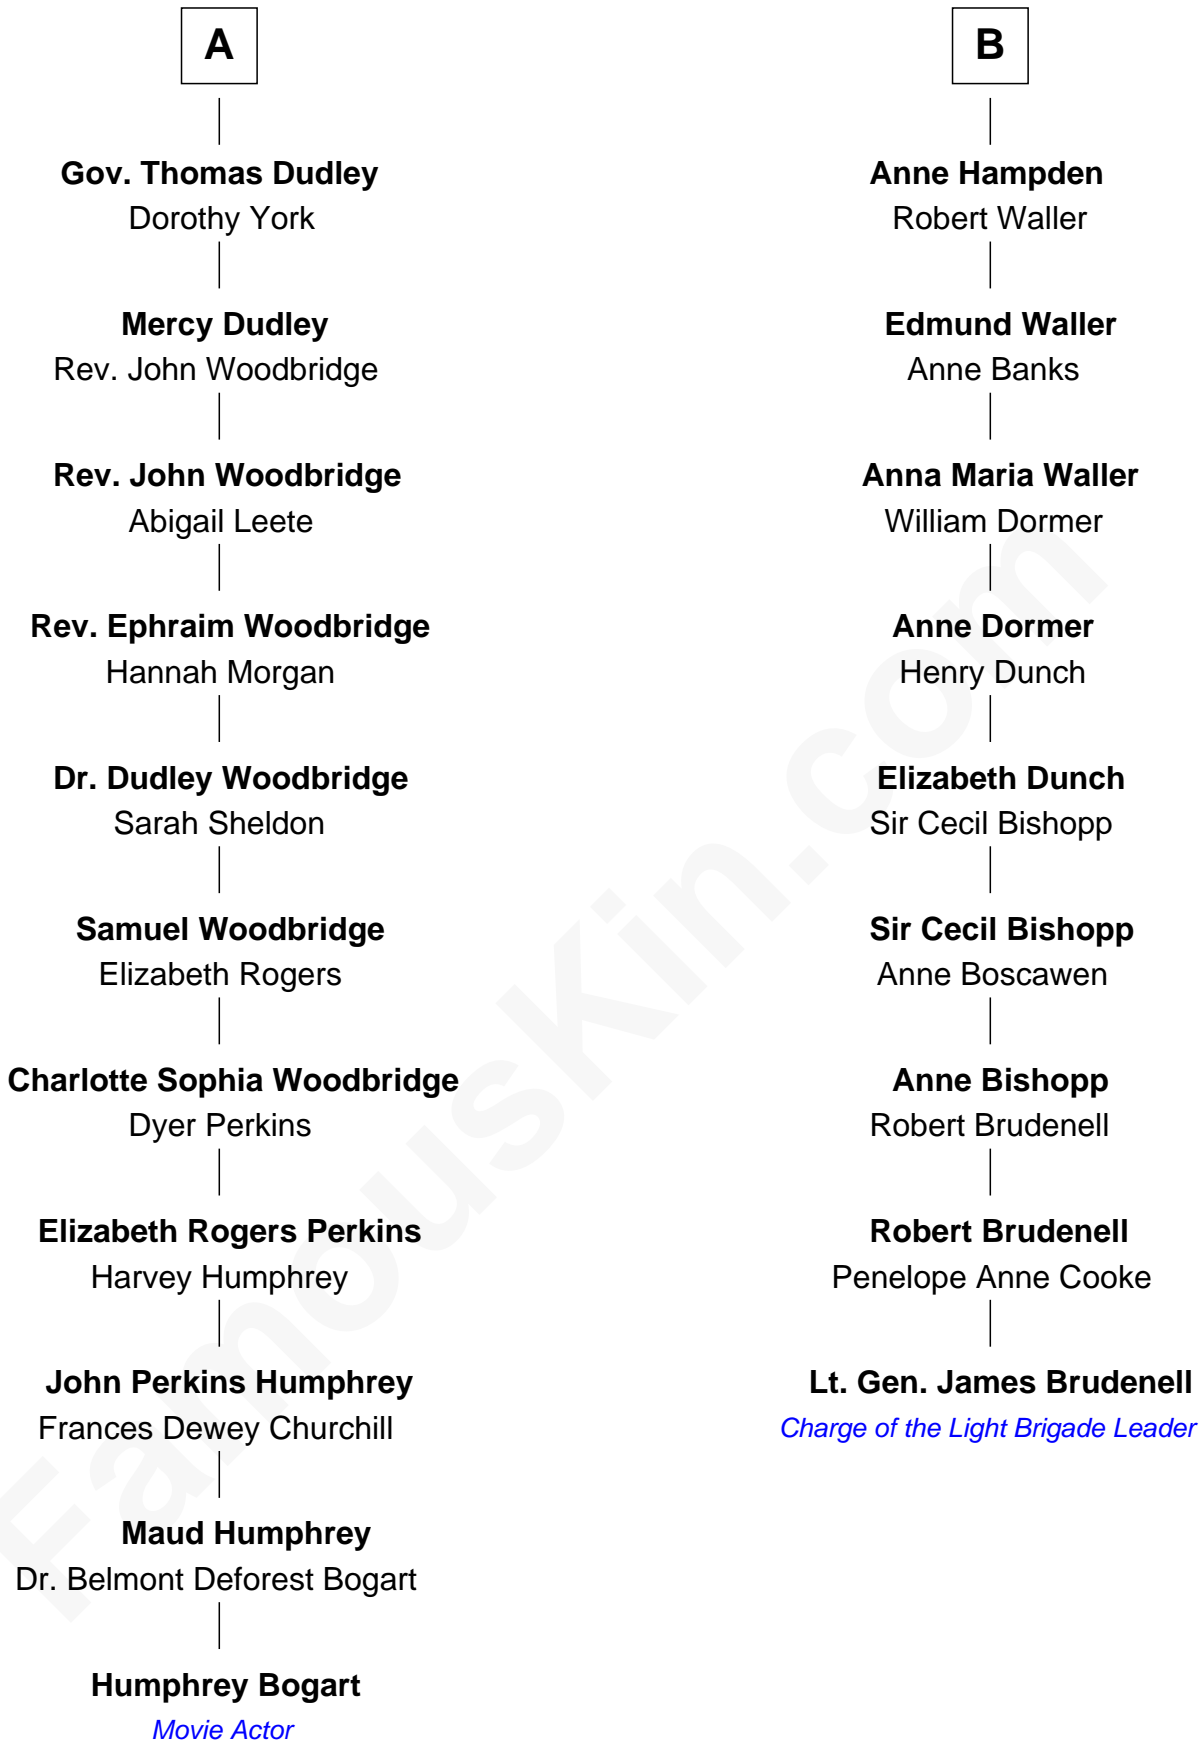 A
Gov. Thomas Dudley
Dorothy York
Mercy Dudley
Rev. John Woodbridge
Rev. John Woodbridge
Abigail Leete
Rev. Ephraim Woodbridge
Hannah Morgan
Dr. Dudley Woodbridge
Sarah Sheldon
Samuel Woodbridge
Elizabeth Rogers
Charlotte Sophia Woodbridge
Dyer Perkins
Elizabeth Rogers Perkins
Harvey Humphrey
John Perkins Humphrey
Frances Dewey Churchill
Maud Humphrey
Dr. Belmont Deforest Bogart
Humphrey Bogart
Movie Actor
B
Anne Hampden
Robert Waller
Edmund Waller
Anne Banks
Anna Maria Waller
William Dormer
Anne Dormer
Henry Dunch
Elizabeth Dunch
Sir Cecil Bishopp
Sir Cecil Bishopp
Anne Boscawen
Anne Bishopp
Robert Brudenell
Robert Brudenell
Penelope Anne Cooke
Lt. Gen. James Brudenell
Charge of the Light Brigade Leader
FamousKin.com